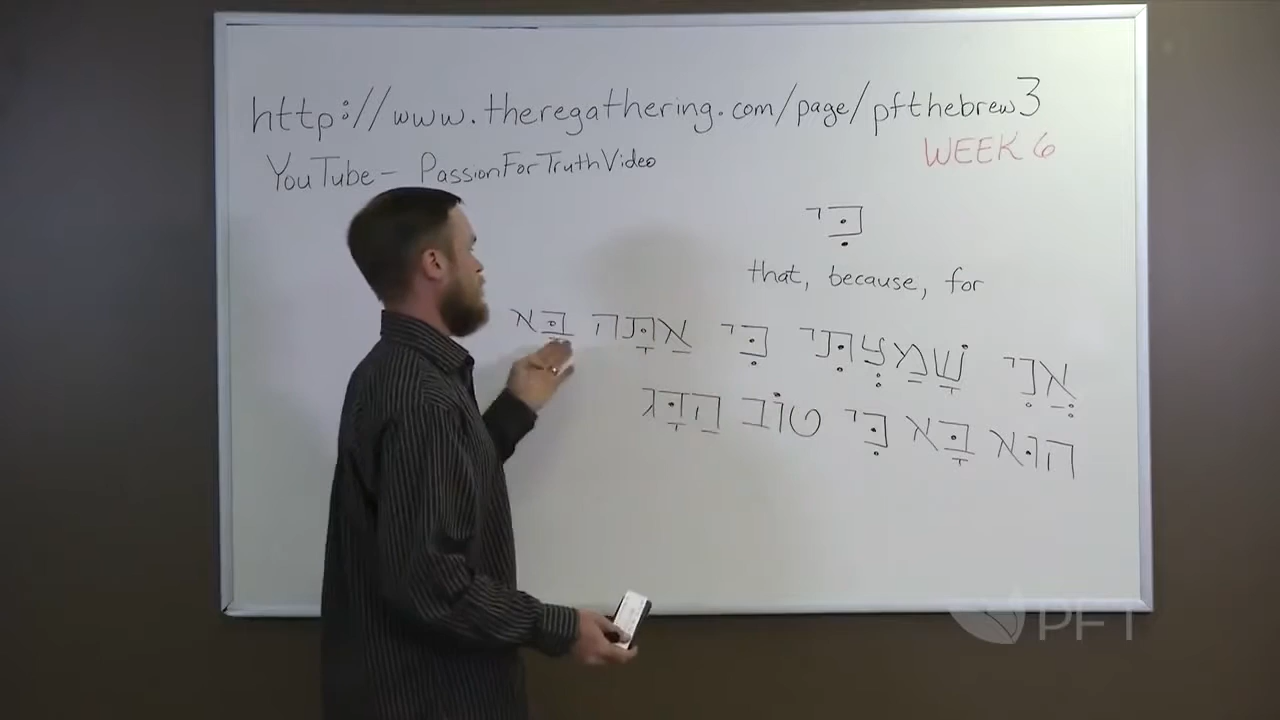 http://www.theregathering.com/page/pfthebrew3
YouTube - PassionForTruthVideo
WEEK 6
כִּי
that, because, for
אֲנִי שָׁמַעְתִּי כִּי אַתָּה בָּא
הוּא בָּא כִּי טוֹב הַדָּג
PFT